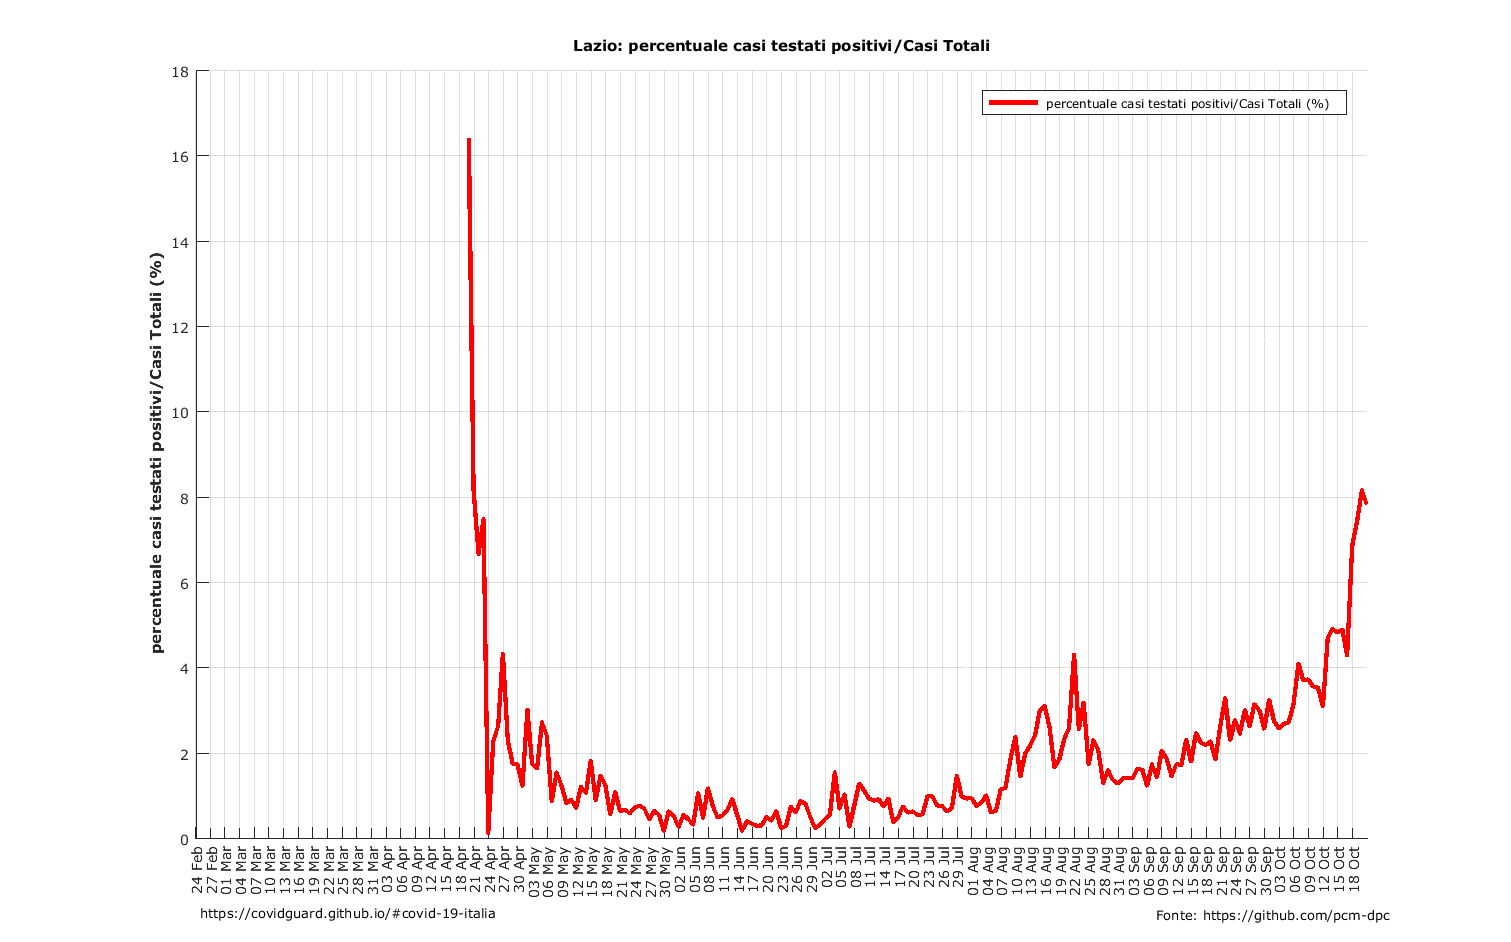 Lazio: percentuale casi testati positivi/Casi Totali
percentuale casi testati positivi/Casi Totali (%)
percentuale casi testati positivi/Casi Totali (%)
18
16
14
12
10
8
6
4
2
0
24 Feb
27 Feb
01 Mar
04 Mar
07 Mar
10 Mar
13 Mar
16 Mar
19 Mar
22 Mar
25 Mar
28 Mar
31 Mar
03 Apr
06 Apr
09 Apr
12 Apr
15 Apr
18 Apr
21 Apr
24 Apr
27 Apr
30 Apr
03 May
06 May
09 May
12 May
15 May
18 May
21 May
24 May
27 May
30 May
02 Jun
05 Jun
08 Jun
11 Jun
14 Jun
17 Jun
20 Jun
23 Jun
26 Jun
29 Jun
02 Jul
05 Jul
08 Jul
11 Jul
14 Jul
17 Jul
20 Jul
23 Jul
26 Jul
29 Jul
01 Aug
04 Aug
07 Aug
10 Aug
13 Aug
16 Aug
19 Aug
22 Aug
25 Aug
28 Aug
31 Aug
03 Sep
06 Sep
09 Sep
12 Sep
15 Sep
18 Sep
21 Sep
24 Sep
27 Sep
30 Sep
03 Oct
06 Oct
09 Oct
12 Oct
15 Oct
18 Oct
https://covidguard.github.io/#covid-19-italia
Fonte: https://github.com/pcm-dpc